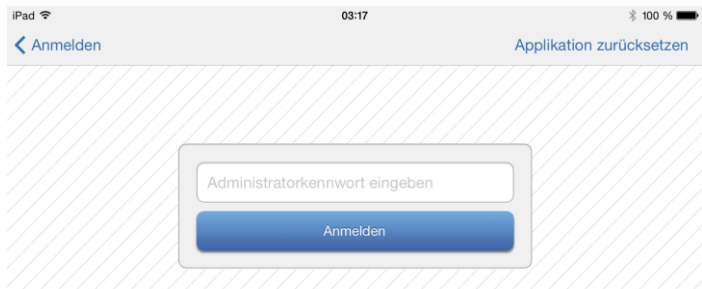 iPad 03:17 100 %
Anmelden Applikation zurücksetzen
Administratorkennwort eingeben
Anmelden